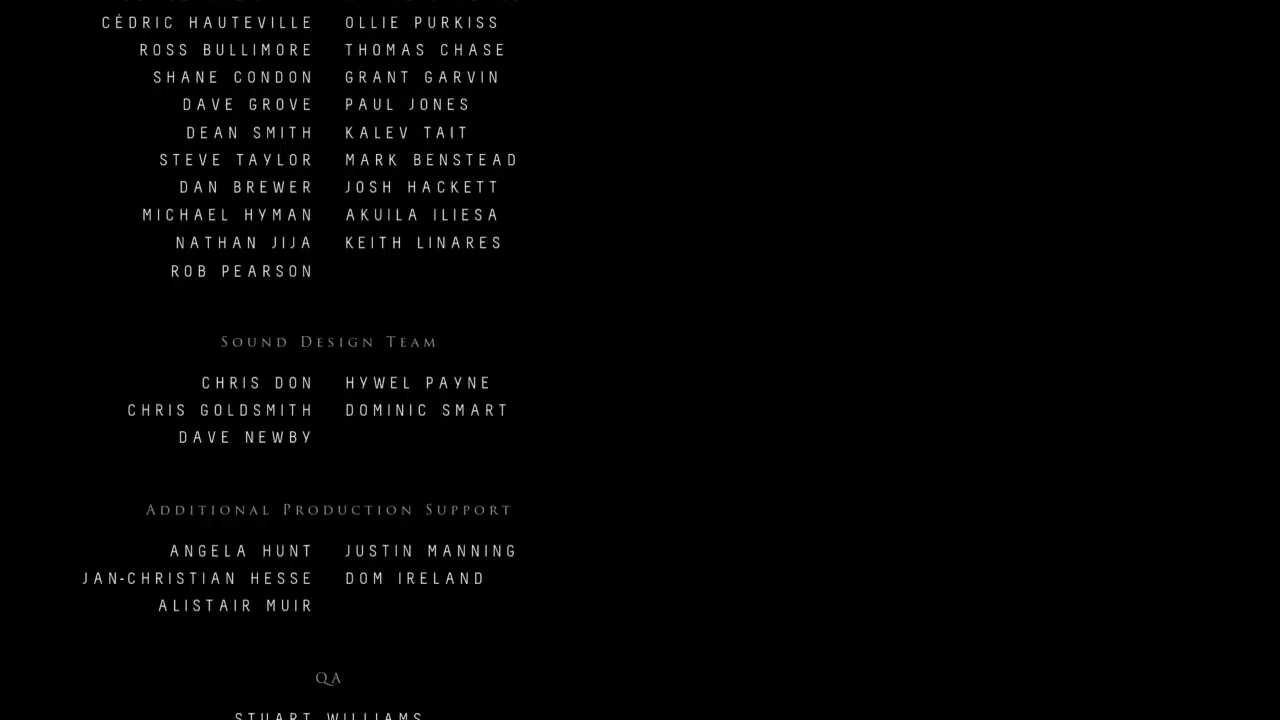 CÉDRIC HAUTEVILLE OLLIE PURKISS
ROSS BULLIMORE THOMAS CHASE
SHANE CONDON GRANT GARVIN
DAVE GROVE PAUL JONES
DEAN SMITH KALEV TAIT
STEVE TAYLOR MARK BENSTEAD
DAN BREWER JOSH HACKETT
MICHAEL HYMAN AKUILA ILIESA
NATHAN JIJA KEITH LINARES
ROB PEARSON
Sound Design Team
CHRIS DON HYWEL PAYNE
CHRIS GOLDSMITH DOMINIC SMART
DAVE NEWBY
Additional Production Support
ANGELA HUNT JUSTIN MANNING
JAN-CHRISTIAN HESSE DOM IRELAND
ALISTAIR MUIR
QA
STUART WILLIAMS